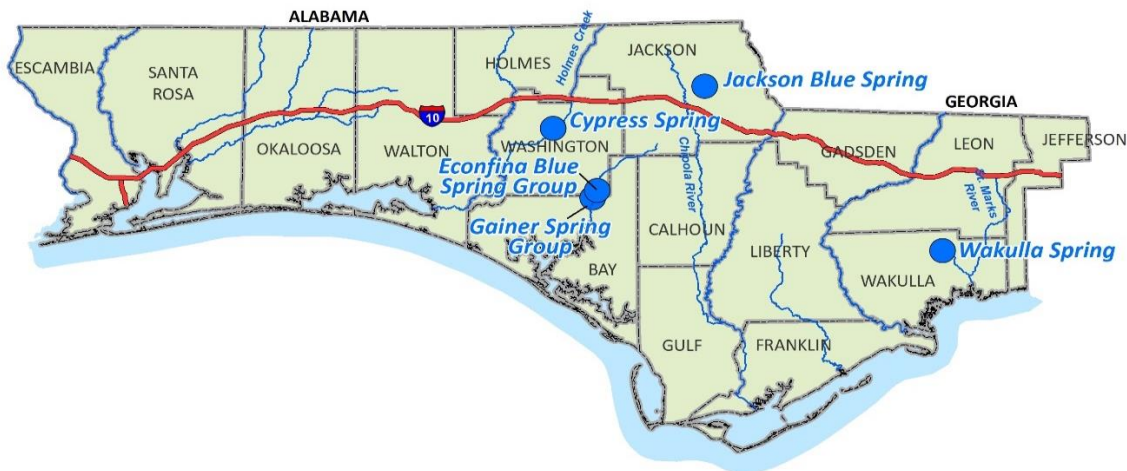 ALABAMA
ESCAMBIA
SANTA
ROSA
OKALOOSA
WALTON
HOLMES
Holmes Creek
JACKSON
Jackson Blue Spring
GEORGIA
10
Cypress Spring
WASHINGTON
Econfina Blue
Spring Group
Gainer Spring
Group
BAY
Chipola River
CALHOUN
GULF
LIBERTY
FRANKLIN
GADSDEN
LEON
JEFFERSON
St. Marks
River
Wakulla Spring
WAKULLA